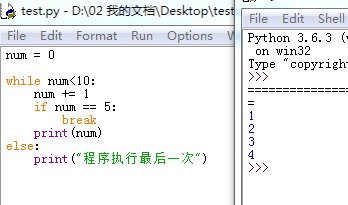 test.py - D:\02 我的文档\Desktop\test
File Edit Format Run Options W
num = 0
while num<10:
    num += 1
    if num == 5:
        break
    print(num)
else:
    print("程序执行最后一次")
File Edit Shell
Python 3.6.3 (v
 on win32
Type "copyright
>>>
===============
=
1
2
3
4
>>>